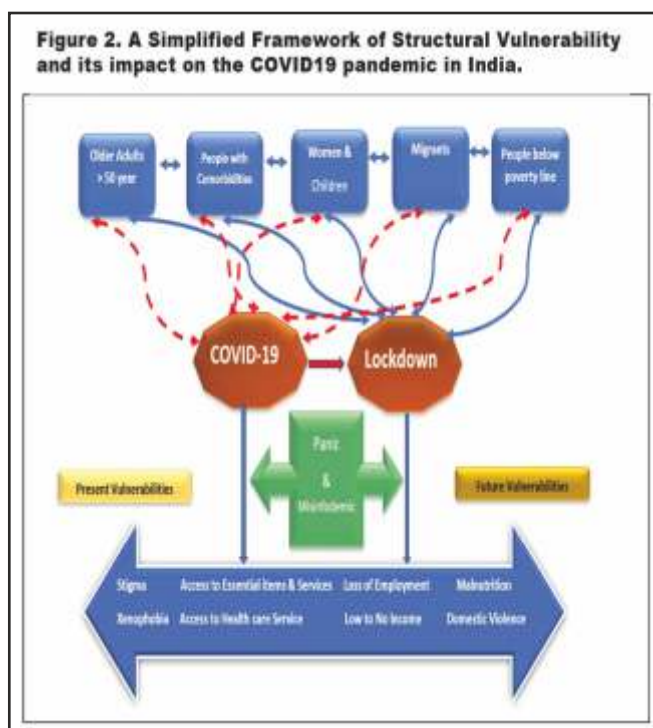 Figure 2. A Simplified Framework of Structural Vulnerability
and its impact on the COVID19 pandemic in India.
Older Adults
> 50 year
People with
Comorbidities
Women &
Children
Migrants
People below
poverty line
COVID-19
Lockdown
Panic
&
Misinfodemic
Present Vulnerabilities
Future Vulnerabilities
Stigma Access to Essential Items & Services Loss of Employment Malnutrition
Xenophobia Access to Health care Service Low to No Income Domestic Violence